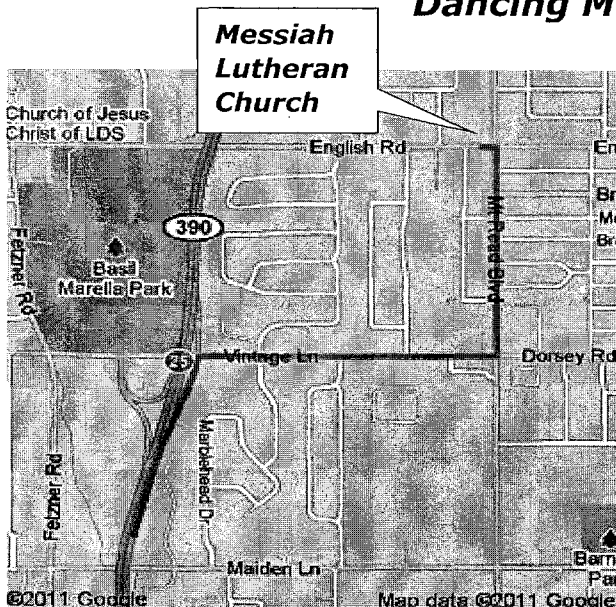 Dancing M
Messiah
Lutheran
Church
Church of Jesus
Christ of LDS
English Rd
En
Br
Mt Read Blvd
Br
390
Fetzner Rd
Basil
Marella Park
Vintage Ln
Dorsey Rd
Marblehead Dr
Fetzner Rd
Maiden Ln
Barn
Pa
©2011 Google
Map data ©2011 Google